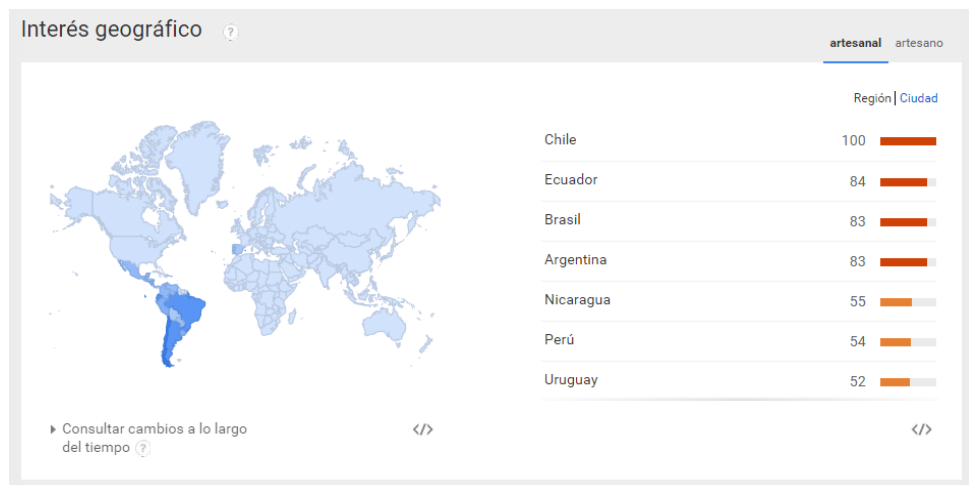 Interés geográfico ?
artesanal artesano
Región | Ciudad
Chile 100
Ecuador 84
Brasil 83
Argentina 83
Nicaragua 55
Perú 54
Uruguay 52
Consultar cambios a lo largo
del tiempo ?
</> </>